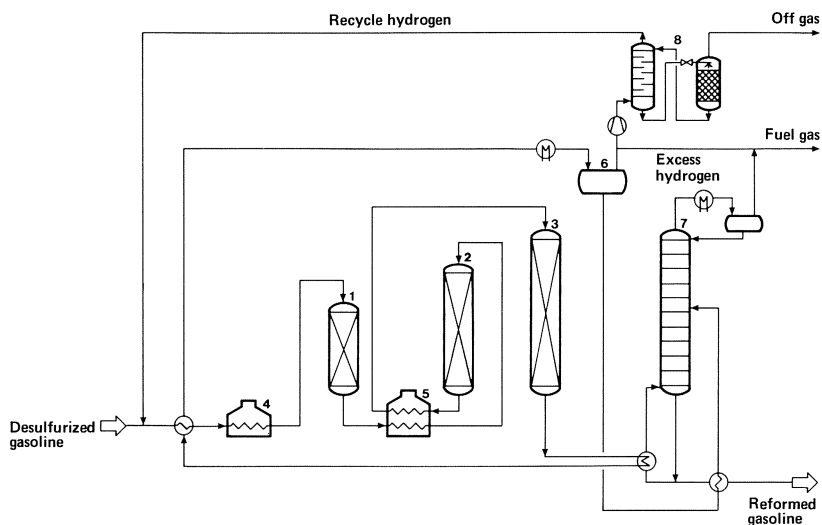 Recycle hydrogen
Off gas
8
Fuel gas
6
Excess
hydrogen
7
3
2
1
4
5
Desulfurized
gasoline
Reformed
gasoline